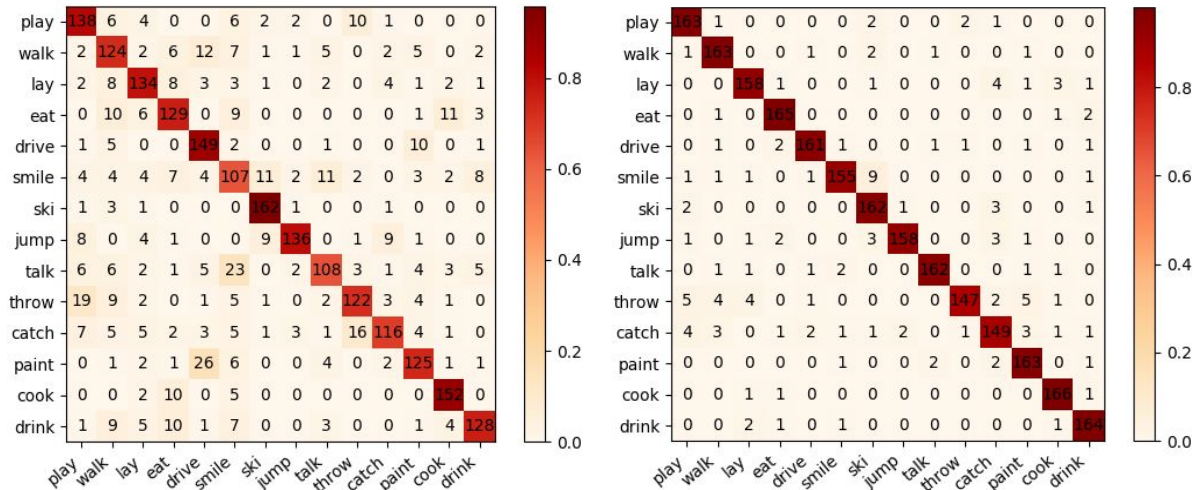 play 138 6 4 0 0 6 2 2 0 10 1 0 0 0
walk 2 124 2 6 12 7 1 1 5 0 2 5 0 2
lay 2 8 134 8 3 3 1 0 2 0 4 1 2 1
eat 0 10 6 129 0 9 0 0 0 0 0 1 11 3
drive 1 5 0 0 149 2 0 0 1 0 0 10 0 1
smile 4 4 4 7 4 107 11 2 11 2 0 3 2 8
ski 1 3 1 0 0 0 162 1 0 0 1 0 0 0
jump 8 0 4 1 0 0 9 136 0 1 9 0 0 1
talk 6 6 2 1 5 23 0 2 108 3 1 4 3 5
throw 19 9 2 0 1 5 1 0 2 122 3 4 1 0
catch 7 5 5 2 3 5 1 3 1 16 116 4 1 0
paint 0 1 2 1 26 6 0 0 4 0 2 125 1 1
cook 0 0 2 10 0 5 0 0 0 0 0 0 152 0
drink 1 9 5 10 1 7 0 0 3 0 0 1 4 128
play walk lay eat drive smile ski jump talk throw catch paint cook drink
0.8
0.6
0.4
0.2
0.0
play 163 1 0 0 0 0 2 0 0 2 1 0 0 0
walk 1 163 0 0 1 0 2 0 1 0 0 1 0 1
lay 0 0 158 1 0 0 1 0 0 0 4 1 3 1
eat 0 1 0 165 0 0 0 0 0 0 0 0 1 2
drive 0 1 0 2 161 1 0 0 1 0 1 1 0 1
smile 1 1 1 0 1 155 9 0 0 0 0 0 0 1
ski 2 0 0 0 0 0 162 1 0 0 3 0 0 1
jump 1 0 1 2 0 0 3 158 0 0 3 1 0 0
talk 0 1 1 0 1 2 0 0 162 0 0 1 1 0
throw 5 4 4 0 1 0 0 0 0 147 2 5 1 0
catch 4 3 0 1 2 1 1 2 0 1 149 3 1 1
paint 0 0 0 0 0 1 0 0 2 0 2 163 0 1
cook 0 0 1 1 0 0 0 0 0 0 0 0 166 1
drink 0 0 2 0 1 0 1 0 0 0 0 0 1 164
play walk lay eat drive smile ski jump talk throw catch paint cook drink
0.8
0.6
0.4
0.2
0.0